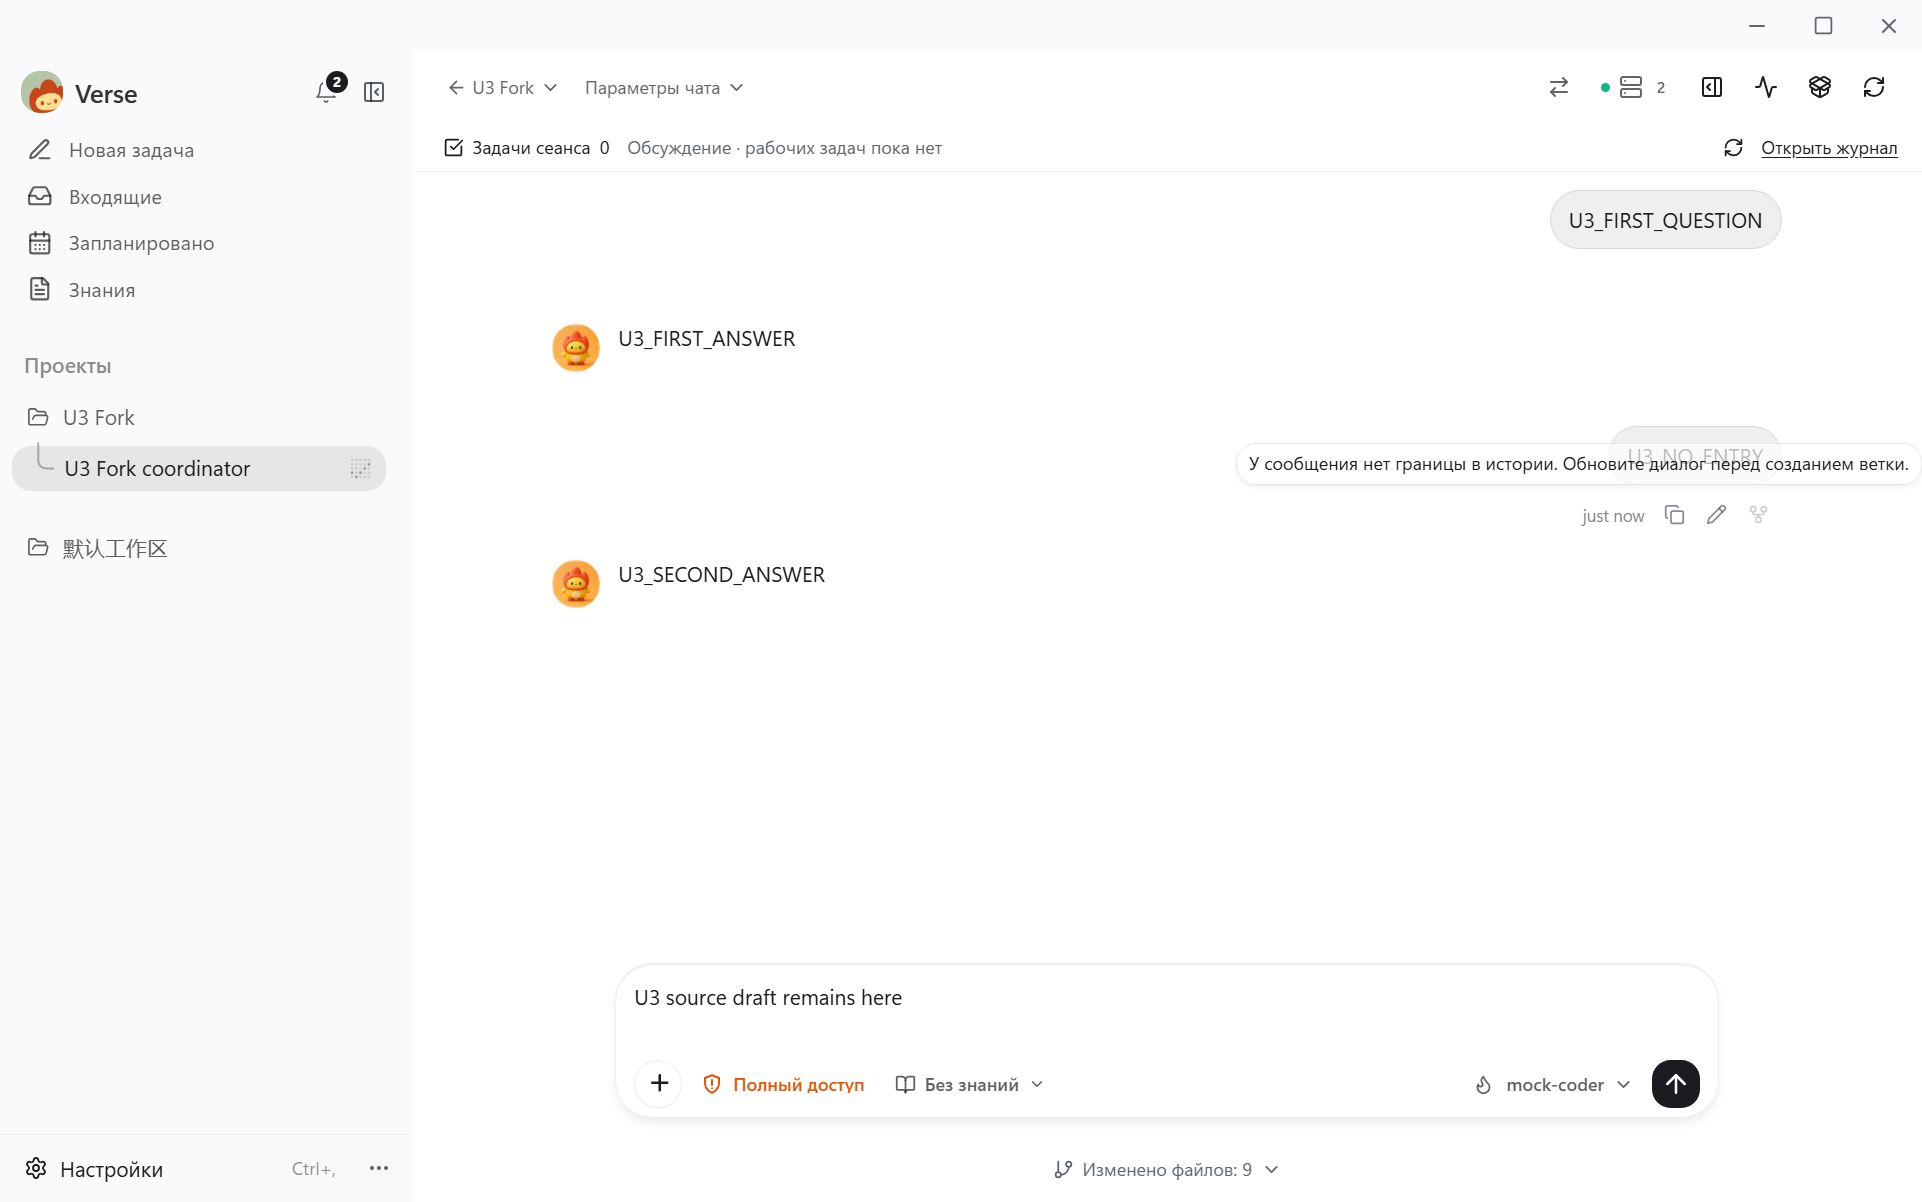 Verse
2
Новая задача
Входящие
Запланировано
Знания
Проекты
U3 Fork
U3 Fork coordinator
默认工作区
Настройки
Ctrl+,
U3 Fork
Параметры чата
2
Задачи сеанса 0
Обсуждение · рабочих задач пока нет
Открыть журнал
U3_FIRST_QUESTION
U3_FIRST_ANSWER
U3_NO_ENTRY
У сообщения нет границы в истории. Обновите диалог перед созданием ветки.
just now
U3_SECOND_ANSWER
U3 source draft remains here
Полный доступ
Без знаний
mock-coder
Изменено файлов: 9